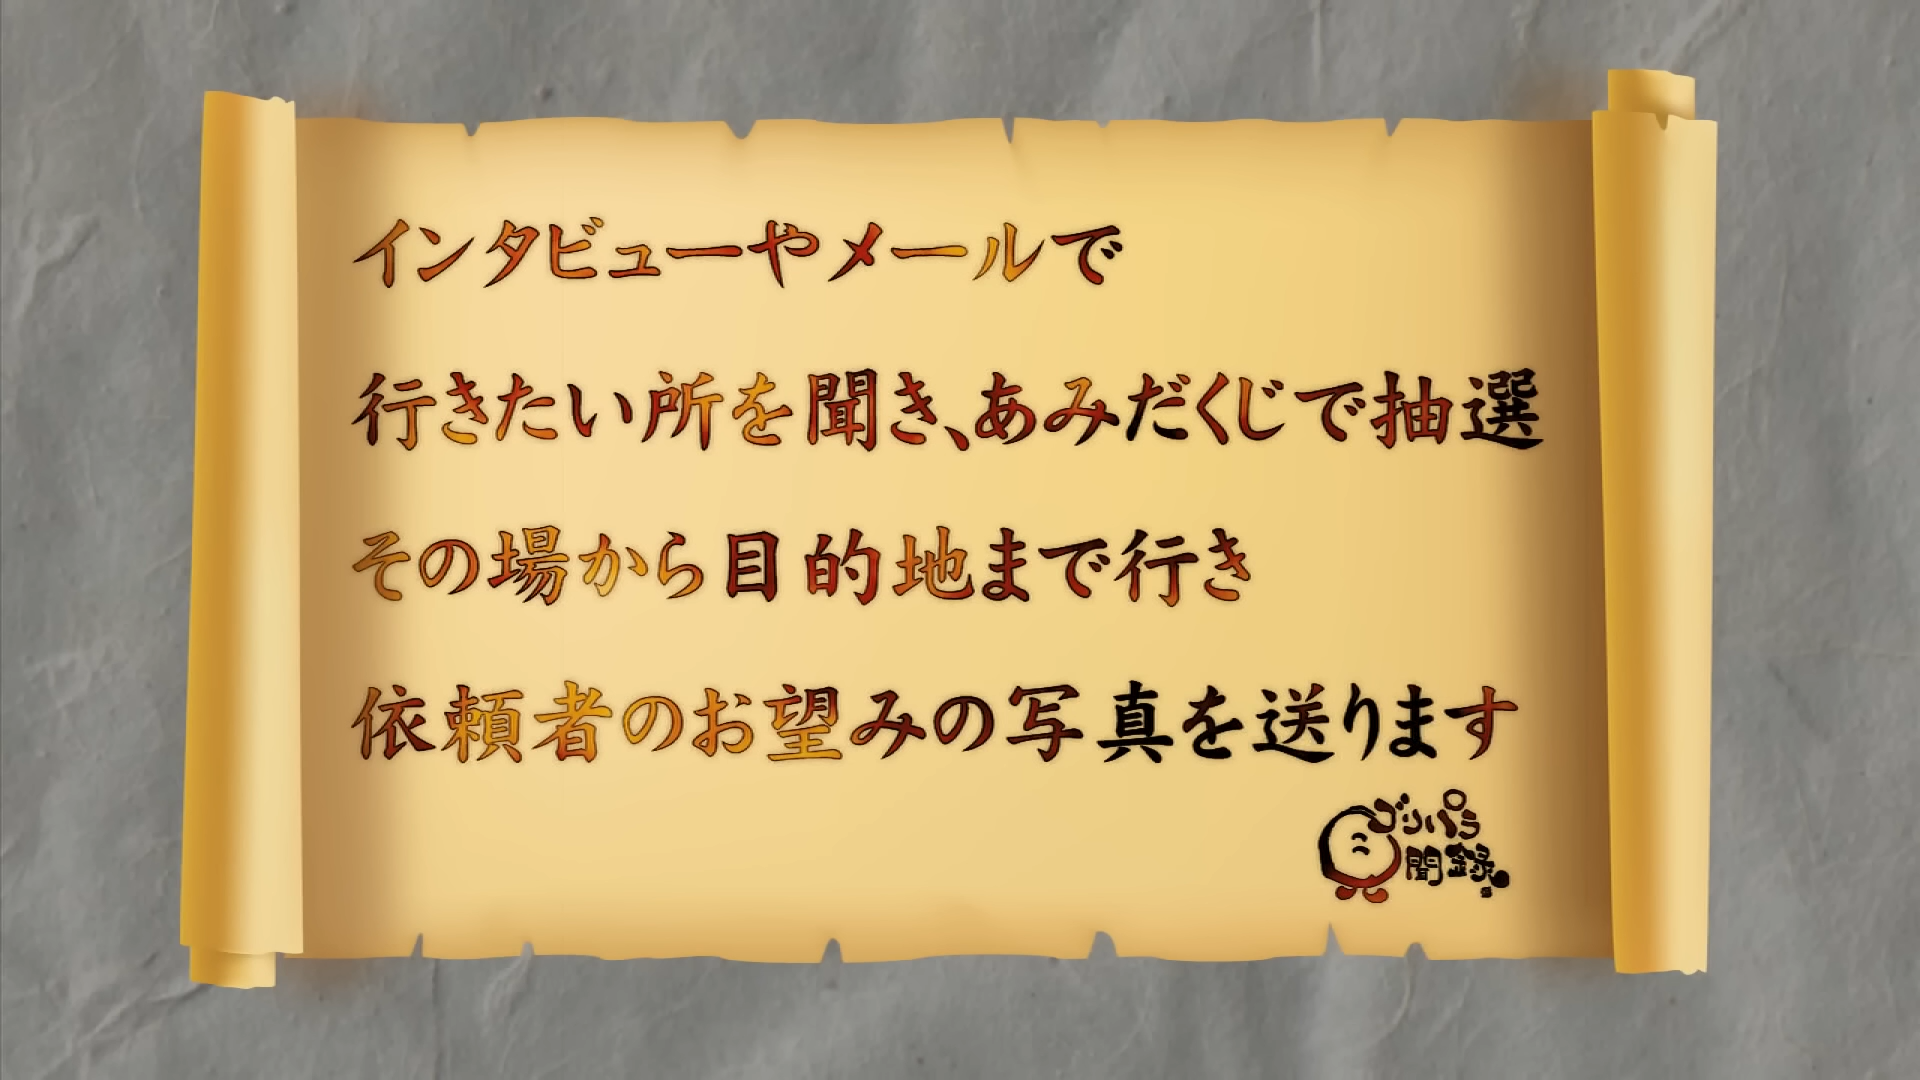 インタビューやメールで
行きたい所を聞き、あみだくじで抽選
その場から目的地まで行き
依頼者のお望みの写真を送ります
ブラパラ
聞録。